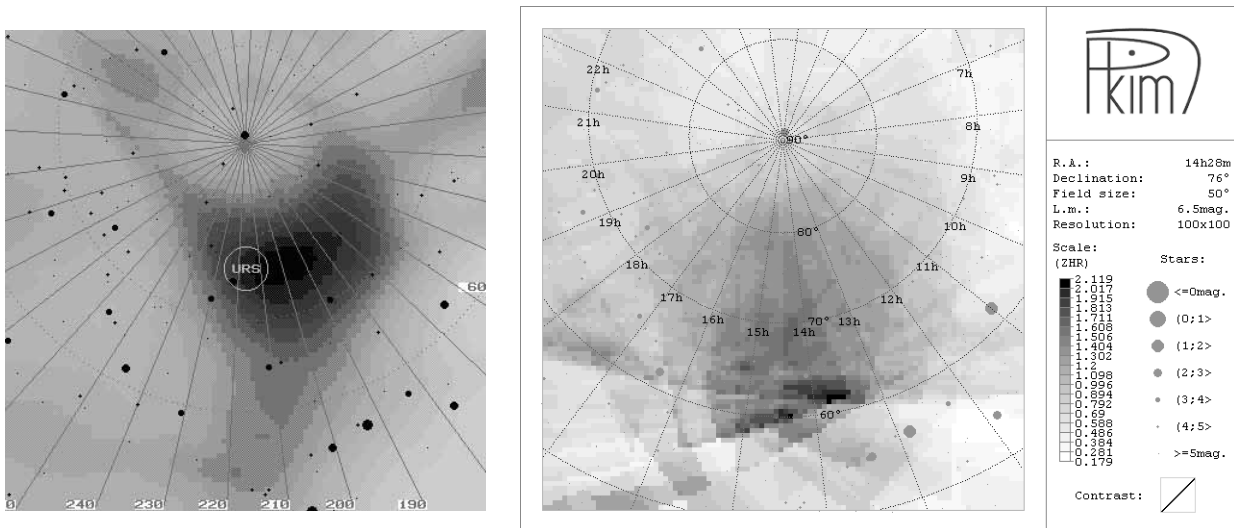 URS
60
0
240
230
220
210
200
190
22h
21h
20h
19h
18h
17h
16h
15h
14h
13h
12h
11h
10h
9h
8h
7h
90°
80°
70°
60°
PKim
R.A.: 14h28m
Declination: 76°
Field size: 50°
L.m.: 6.5mag.
Resolution: 100x100
Scale:
(ZHR)
Stars:
2.119
2.017
1.915
1.813
1.711
1.608
1.506
1.404
1.302
1.2
1.098
0.996
0.894
0.792
0.69
0.588
0.486
0.384
0.281
0.179
<=0mag.
(0;1>
(1;2>
(2;3>
(3;4>
(4;5>
>=5mag.
Contrast: